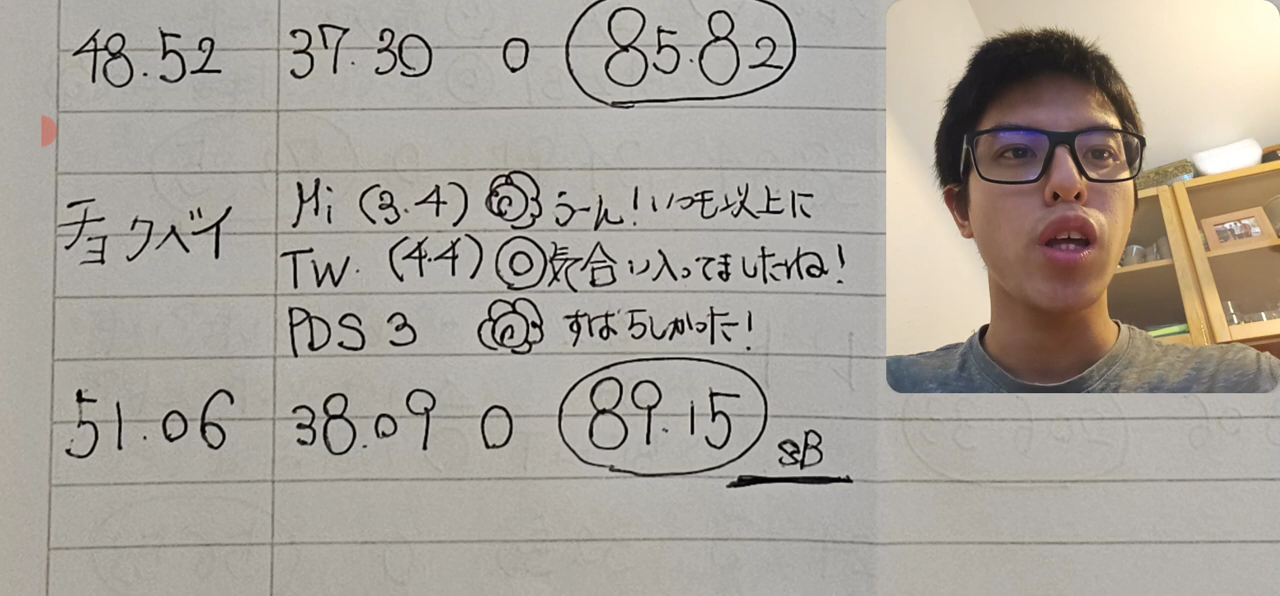 48.52 37.30 0 85.82
Mi (3.4) うーん！いつも以上に
チョクベイ
TW. (4.4) ◎気合い入ってましたね！
PDS 3 すばらしかった！
51.06 38.09 0 89.15
SB